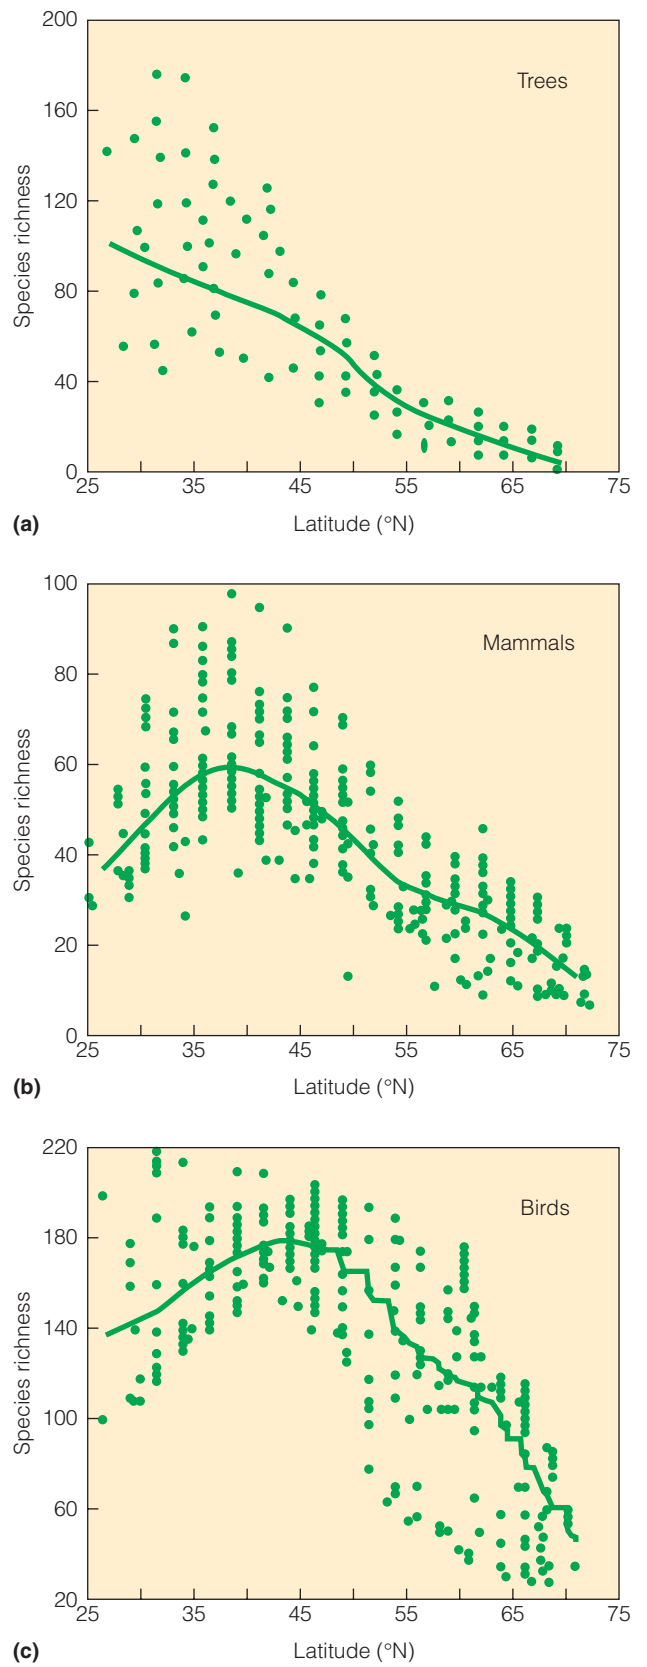 200
Trees
160
120
80
40
0
Species richness
25 35 45 55 65 75
(a) Latitude (°N)
100
Mammals
80
60
40
20
0
Species richness
25 35 45 55 65 75
(b) Latitude (°N)
220
Birds
180
140
100
60
20
Species richness
25 35 45 55 65 75
(c) Latitude (°N)